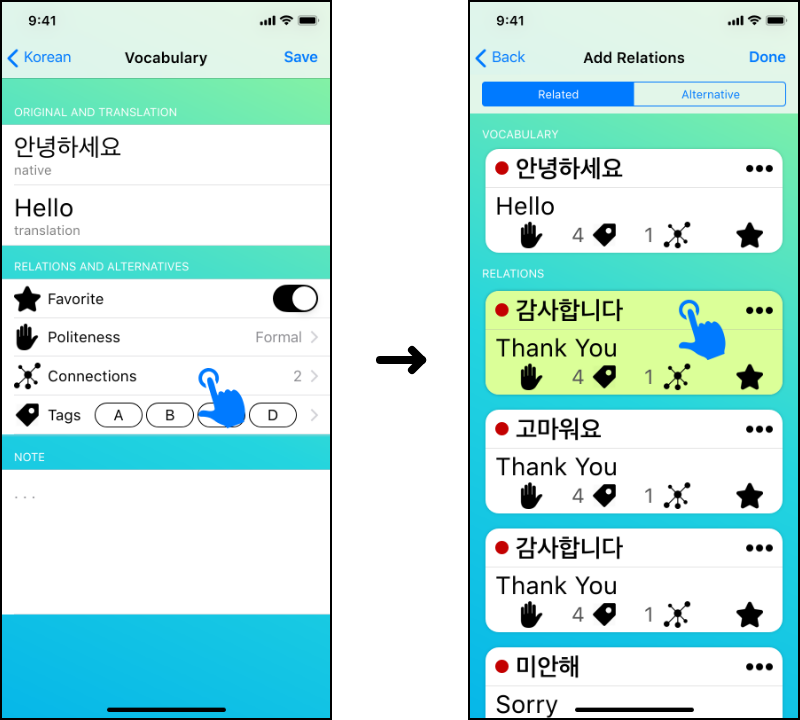 9:41
Korean
Vocabulary
Save
ORIGINAL AND TRANSLATION
안녕하세요
native
Hello
translation
RELATIONS AND ALTERNATIVES
Favorite
Politeness Formal
Connections 2
Tags A B D
NOTE
...
9:41
Back
Add Relations
Done
Related
Alternative
VOCABULARY
안녕하세요
Hello
4 1
RELATIONS
감사합니다
Thank You
4 1
고마워요
Thank You
4 1
감사합니다
Thank You
4 1
미안해
Sorry